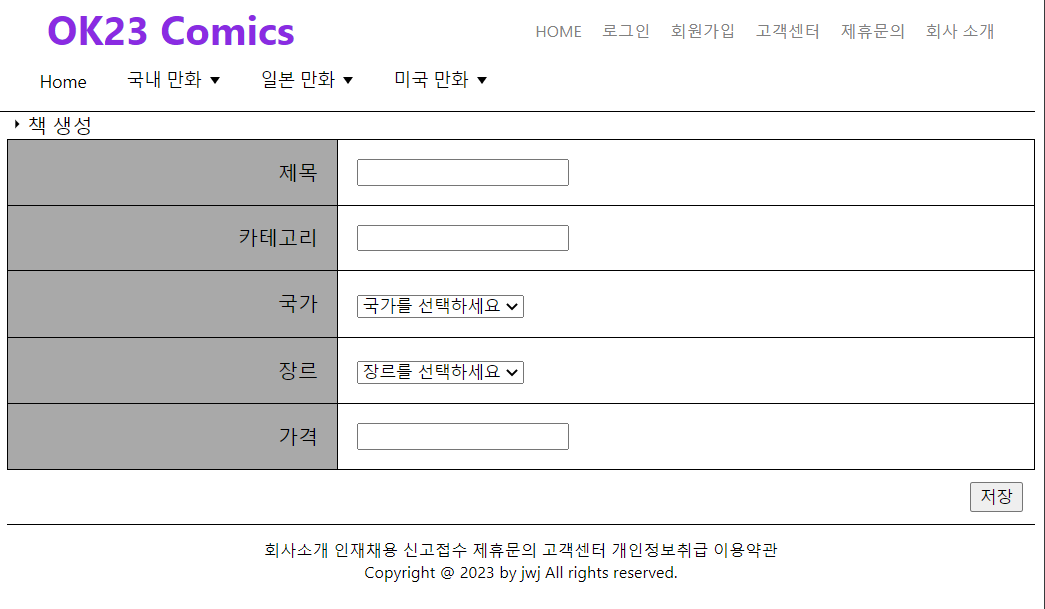 OK23 Comics
HOME 로그인 회원가입 고객센터 제휴문의 회사 소개
Home 국내 만화 ▼ 일본 만화 ▼ 미국 만화 ▼
책 생성
제목
카테고리
국가 국가를 선택하세요
장르 장르를 선택하세요
가격
저장
회사소개 인재채용 신고접수 제휴문의 고객센터 개인정보취급 이용약관
Copyright @ 2023 by jwj All rights reserved.